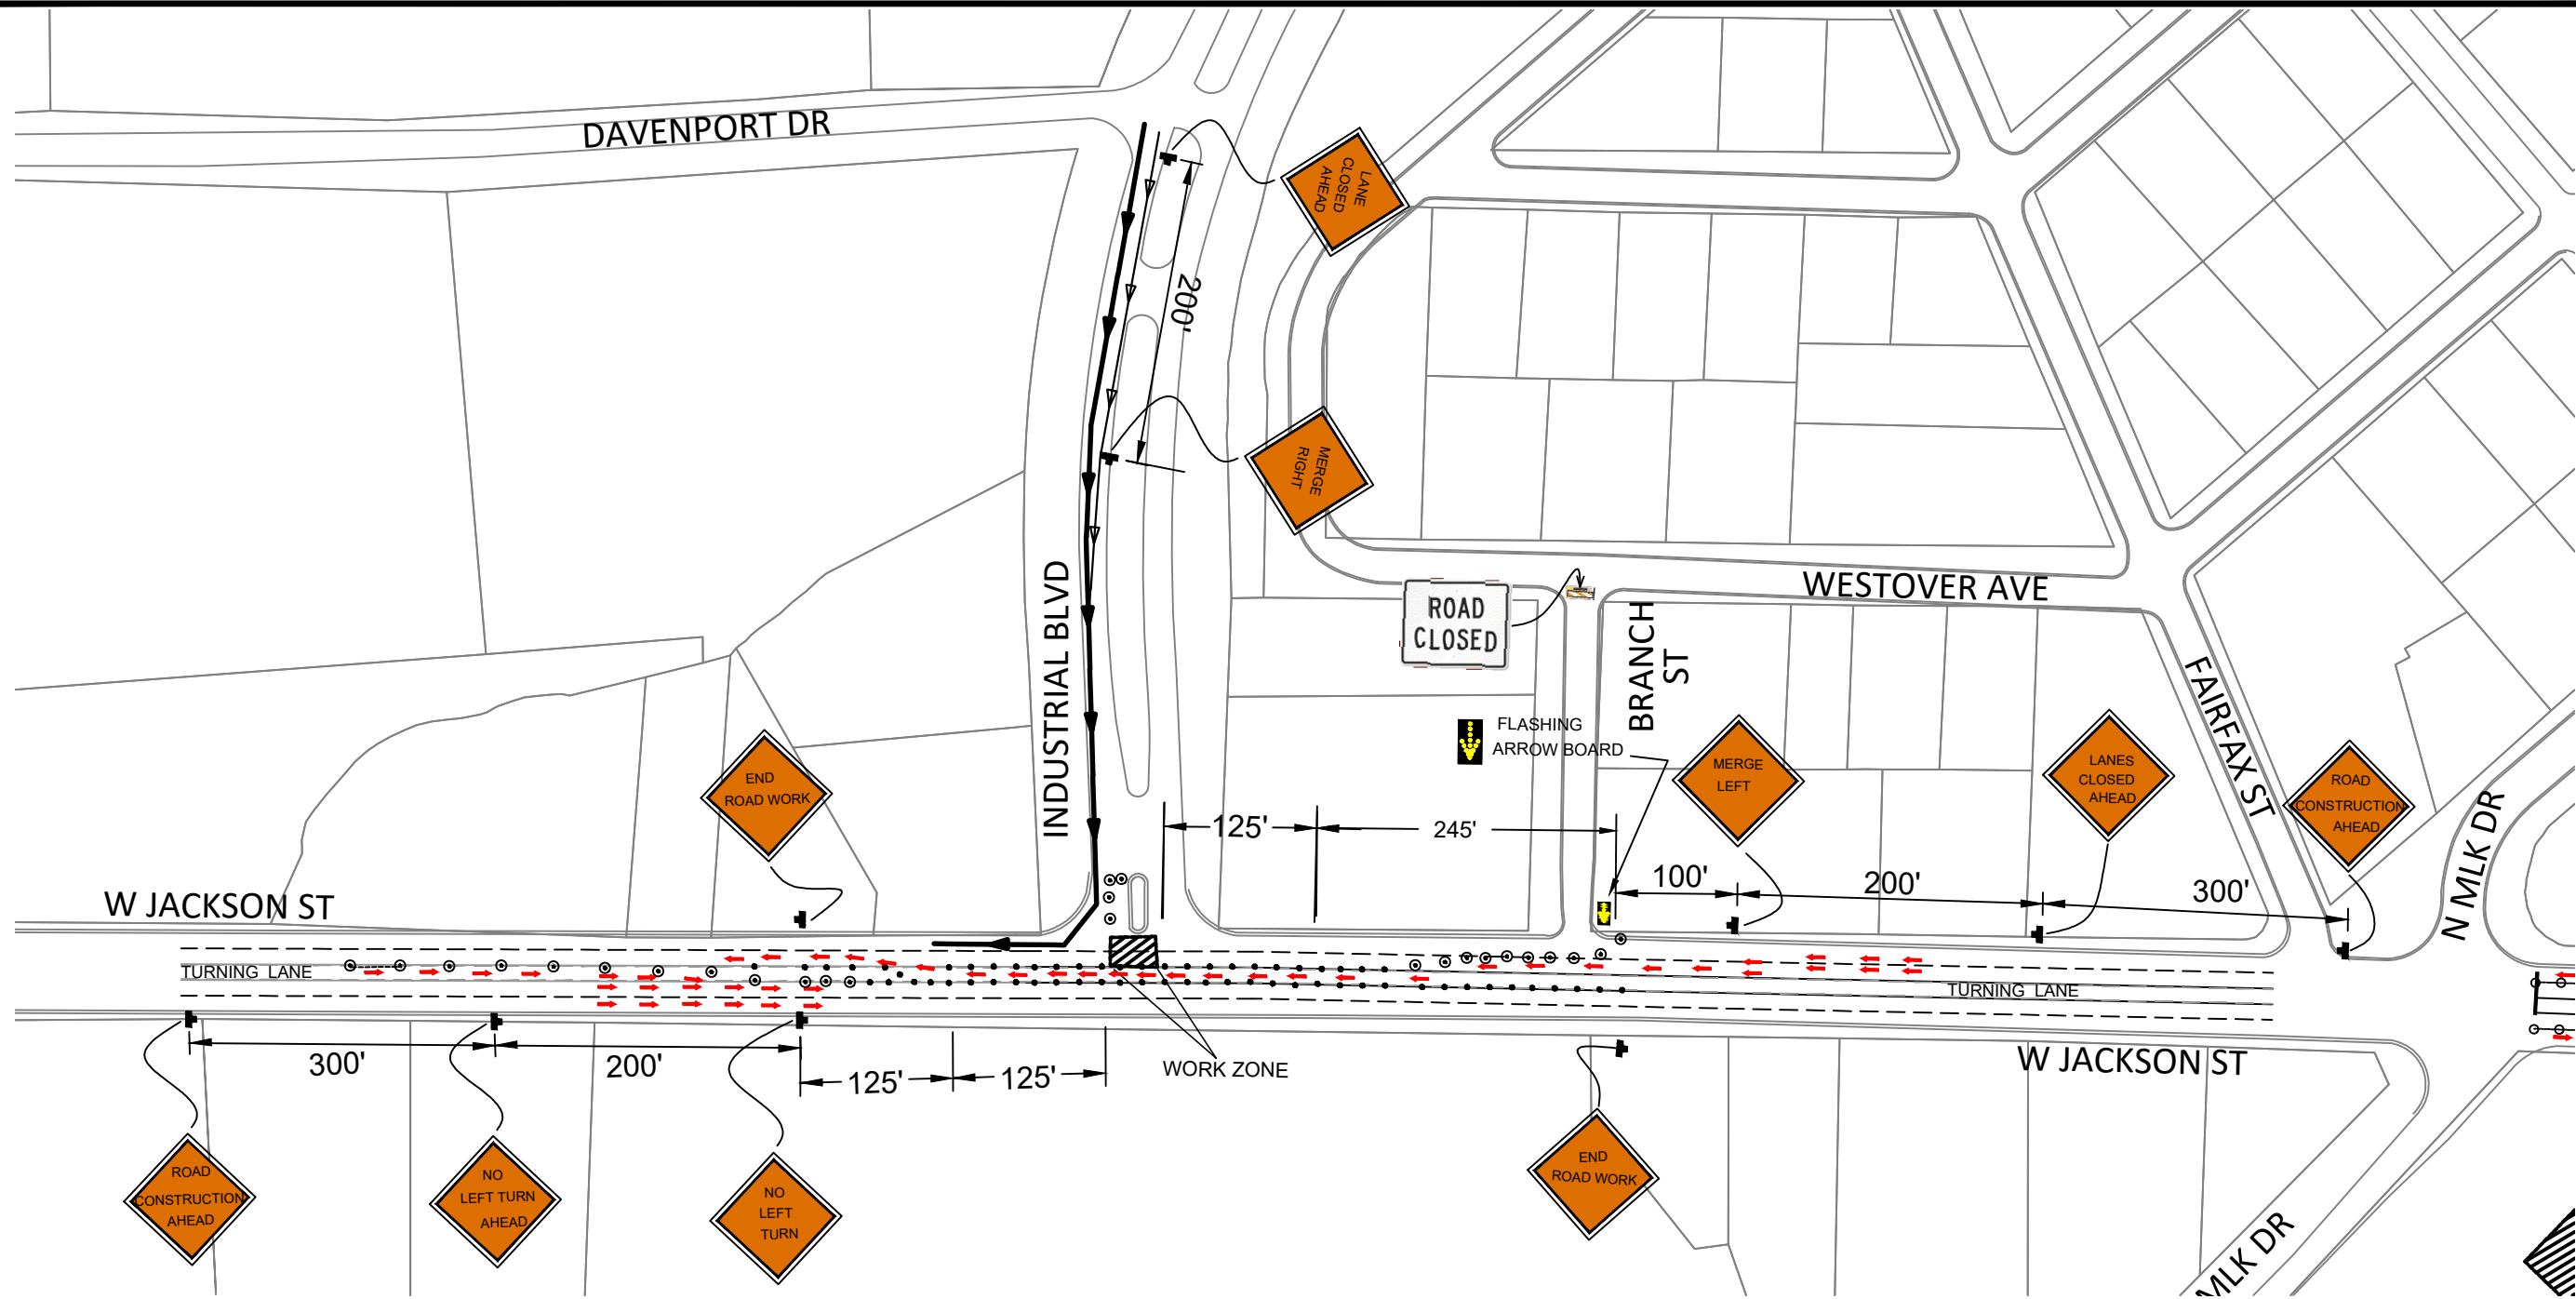 DAVENPORT DR
LANE
CLOSED
AHEAD
200'
MERGE
RIGHT
INDUSTRIAL BLVD
WESTOVER AVE
ROAD
CLOSED
BRANCH
ST
FAIRFAX ST
N MLK DR
FLASHING
ARROW BOARD
MERGE
LEFT
LANES
CLOSED
AHEAD
ROAD
CONSTRUCTION
AHEAD
END
ROAD WORK
125'
245'
100'
200'
300'
W JACKSON ST
TURNING LANE
TURNING LANE
W JACKSON ST
300'
200'
125'
125'
WORK ZONE
ROAD
CONSTRUCTION
AHEAD
NO
LEFT TURN
AHEAD
NO
LEFT
TURN
END
ROAD WORK
MLK DR